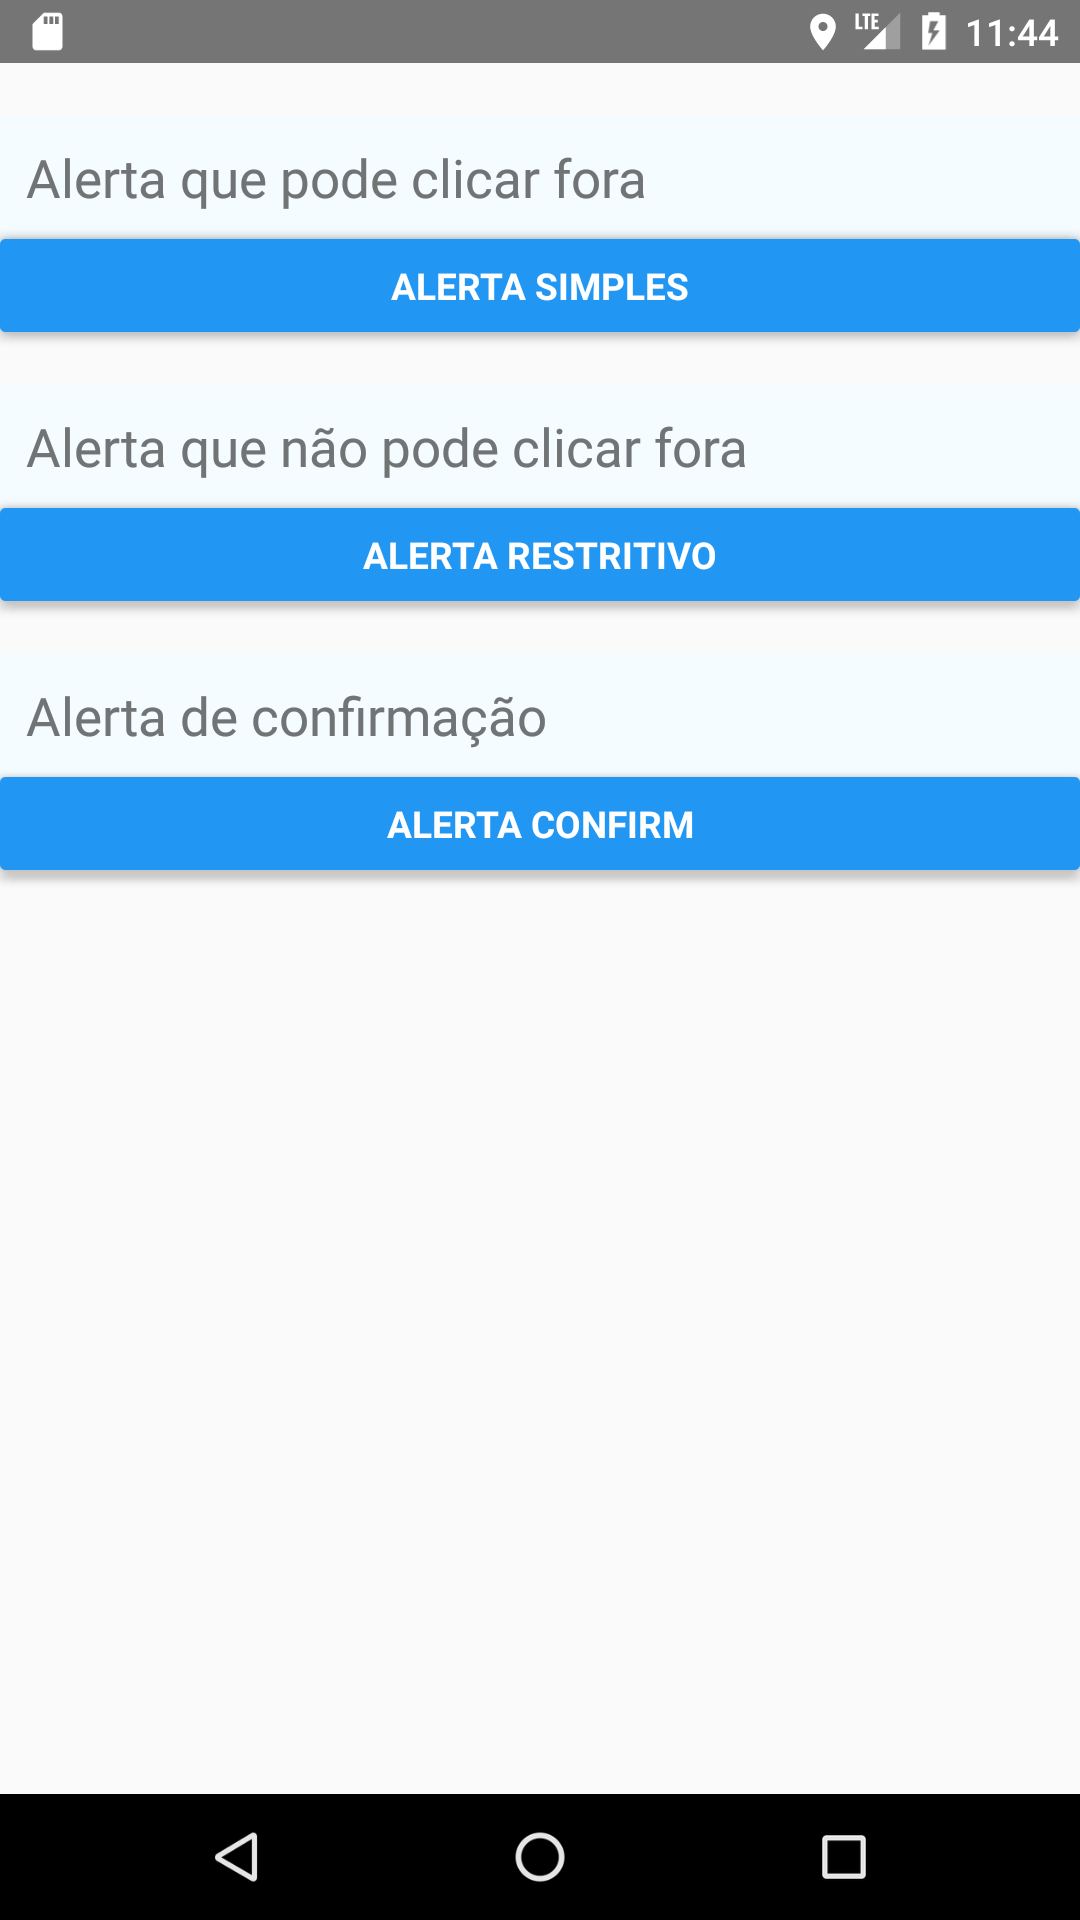 LTE 11:44
Alerta que pode clicar fora
ALERTA SIMPLES
Alerta que não pode clicar fora
ALERTA RESTRITIVO
Alerta de confirmação
ALERTA CONFIRM